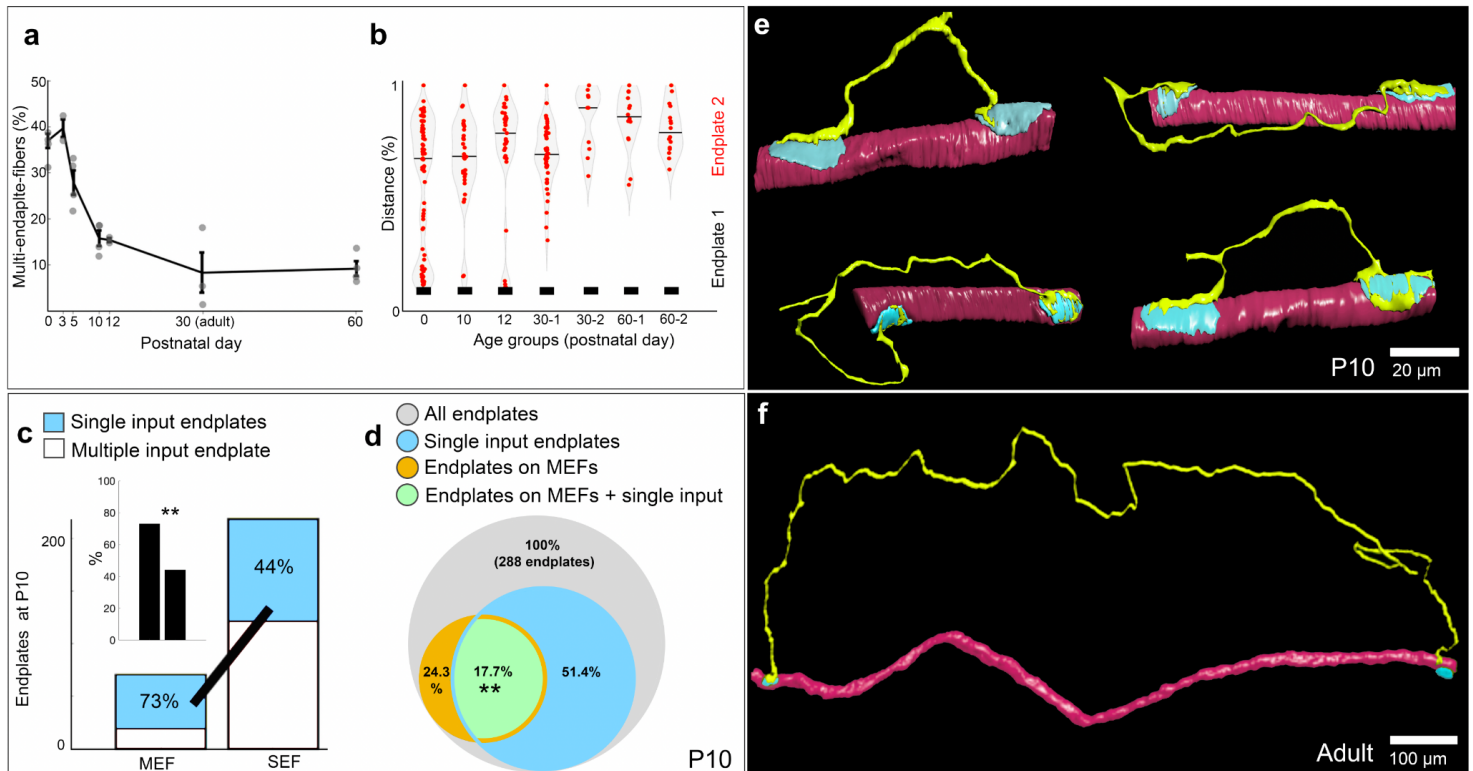 a
Multi-endaplte-fibers (%)
50
40
30
20
10
0 3 5 10 12 30 (adult) 60
Postnatal day
b
Distance (%)
1
0
Endplate 2
Endplate 1
0 10 12 30-1 30-2 60-1 60-2
Age groups (postnatal day)
c
Single input endplates
Multiple input endplate
Endplates at P10
200
0
%
100
80
60
40
20
0
**
73%
44%
MEF SEF
d
All endplates
Single input endplates
Endplates on MEFs
Endplates on MEFs + single input
100%
(288 endplates)
24.3
%
17.7%
**
51.4%
P10
e
P10
20 µm
f
Adult
100 µm